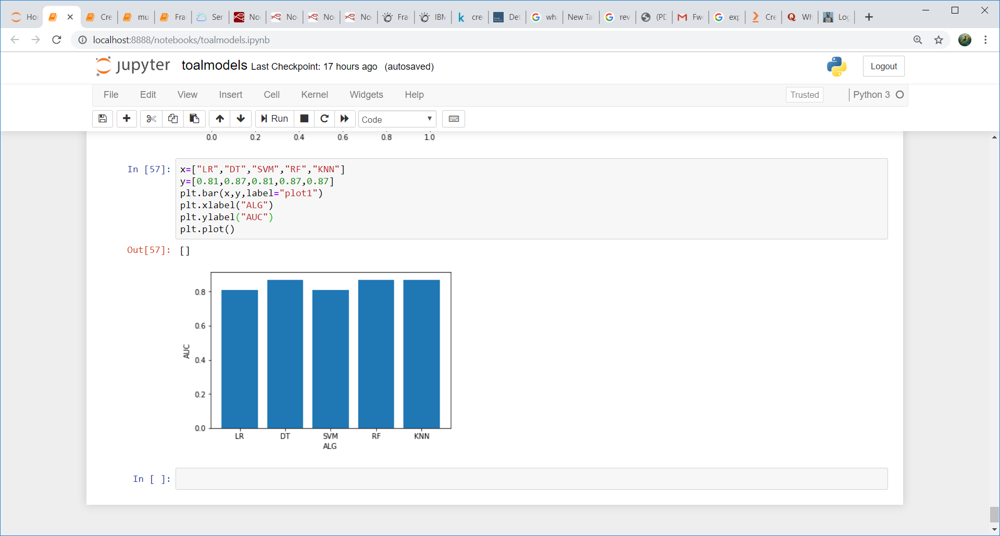 Ho Cre mu Fra Ser No No No No Fra IBM cre Det wh New Ta rev (PD Fw exp Cre Wh Log
localhost:8888/notebooks/toalmodels.ipynb
jupyter toalmodels Last Checkpoint: 17 hours ago (autosaved) Logout
File Edit View Insert Cell Kernel Widgets Help Trusted Python 3
Run Code
0.0 0.2 0.4 0.6 0.8 1.0
In [57]: x=["LR","DT","SVM","RF","KNN"]
y=[0.81,0.87,0.81,0.87,0.87]
plt.bar(x,y,label="plot1")
plt.xlabel("ALG")
plt.ylabel("AUC")
plt.plot()
Out[57]: []
0.8
0.6
AUC
0.4
0.2
0.0
LR DT SVM RF KNN
ALG
In [ ]: